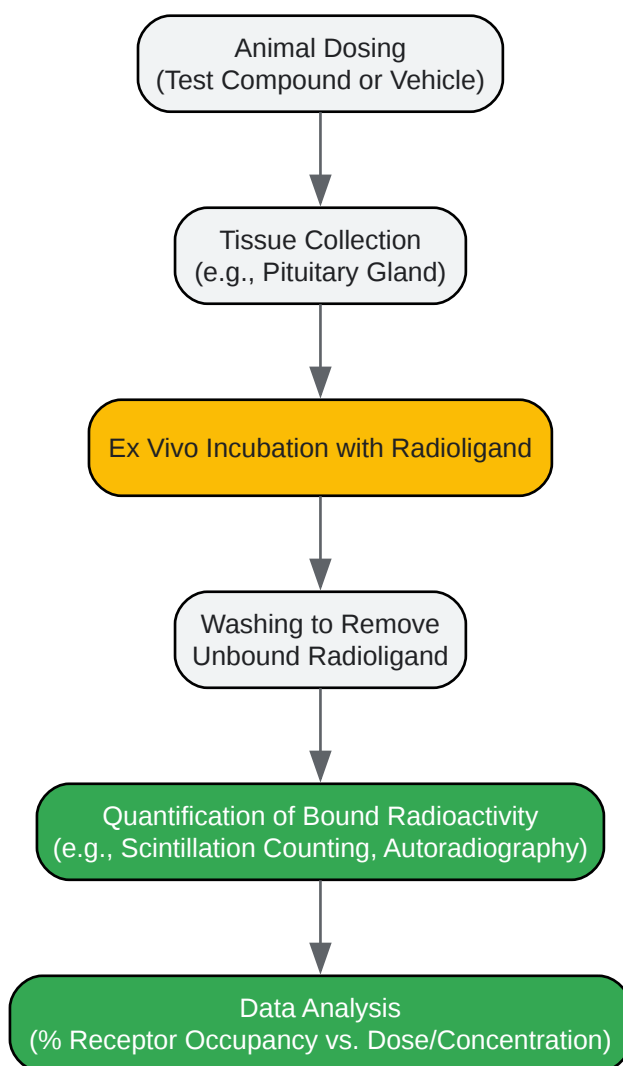 Animal Dosing
(Test Compound or Vehicle)
Tissue Collection
(e.g., Pituitary Gland)
Ex Vivo Incubation with Radioligand
Washing to Remove
Unbound Radioligand
Quantification of Bound Radioactivity
(e.g., Scintillation Counting, Autoradiography)
Data Analysis
(% Receptor Occupancy vs. Dose/Concentration)